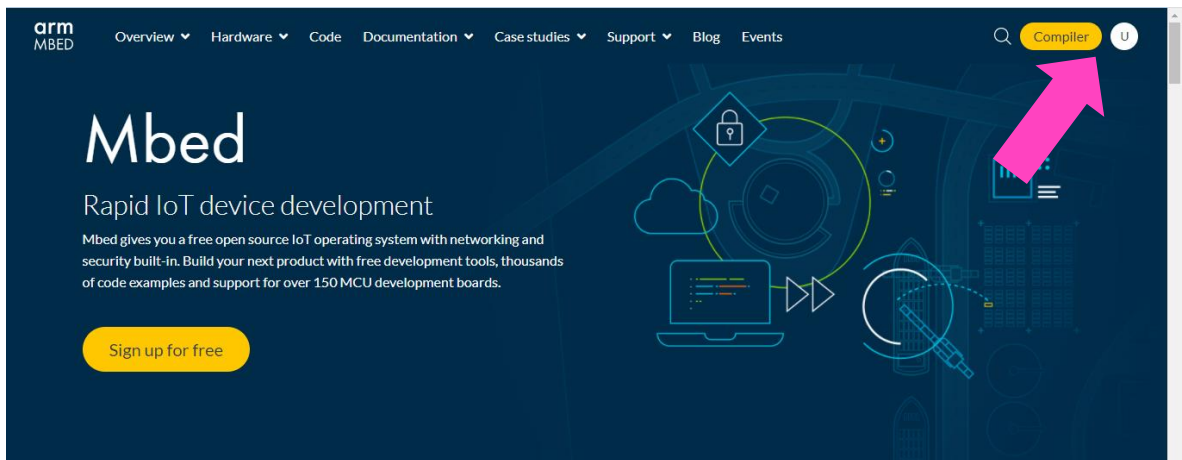 arm
MBED
Overview Hardware Code Documentation Case studies Support Blog Events
Compiler U
Mbed
Rapid IoT device development
Mbed gives you a free open source IoT operating system with networking and
security built-in. Build your next product with free development tools, thousands
of code examples and support for over 150 MCU development boards.
Sign up for free